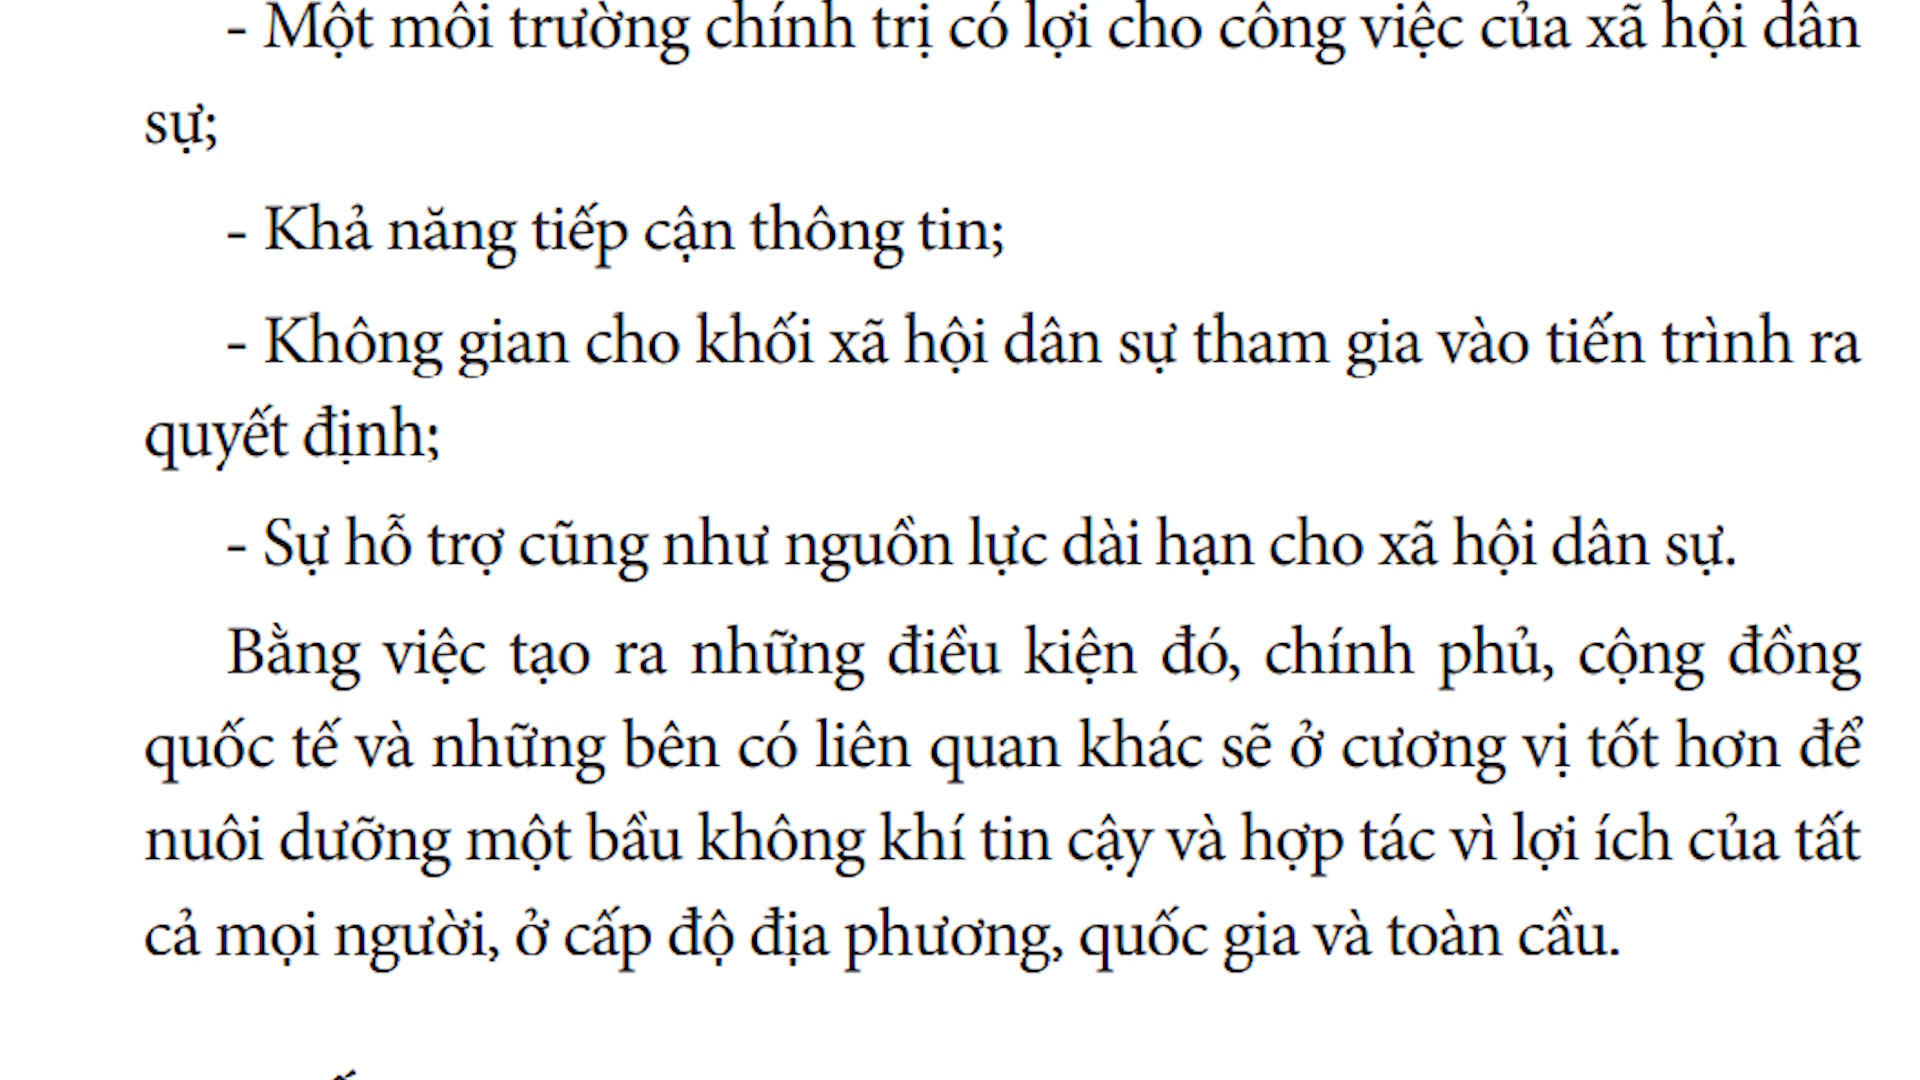 - Một môi trường chính trị có lợi cho công việc của xã hội dân
sự;
- Khả năng tiếp cận thông tin;
- Không gian cho khối xã hội dân sự tham gia vào tiến trình ra
quyết định;
- Sự hỗ trợ cũng như nguồn lực dài hạn cho xã hội dân sự.
Bằng việc tạo ra những điều kiện đó, chính phủ, cộng đồng
quốc tế và những bên có liên quan khác sẽ ở cương vị tốt hơn để
nuôi dưỡng một bầu không khí tin cậy và hợp tác vì lợi ích của tất
cả mọi người, ở cấp độ địa phương, quốc gia và toàn cầu.